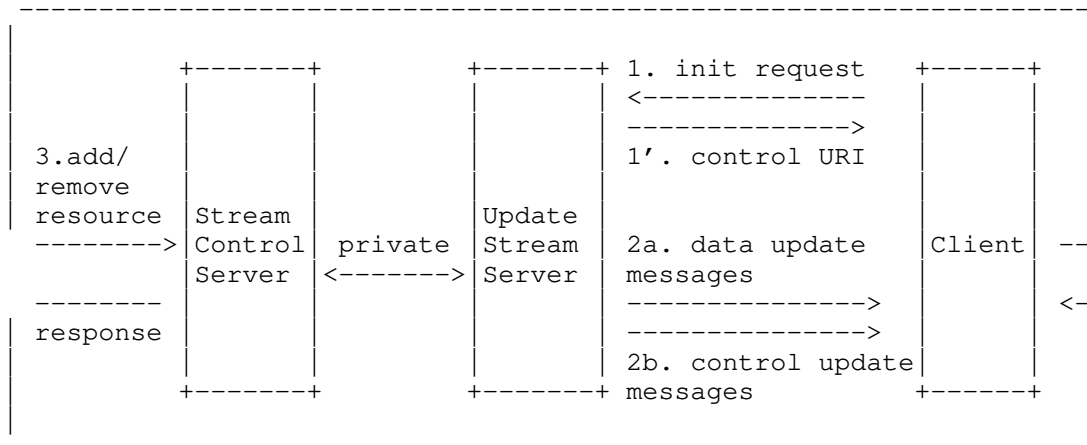 1. init request
3.add/
1'. control URI
remove
resource Stream Update
Control private Stream 2a. data update Client
Server Server messages
response
2b. control update
messages